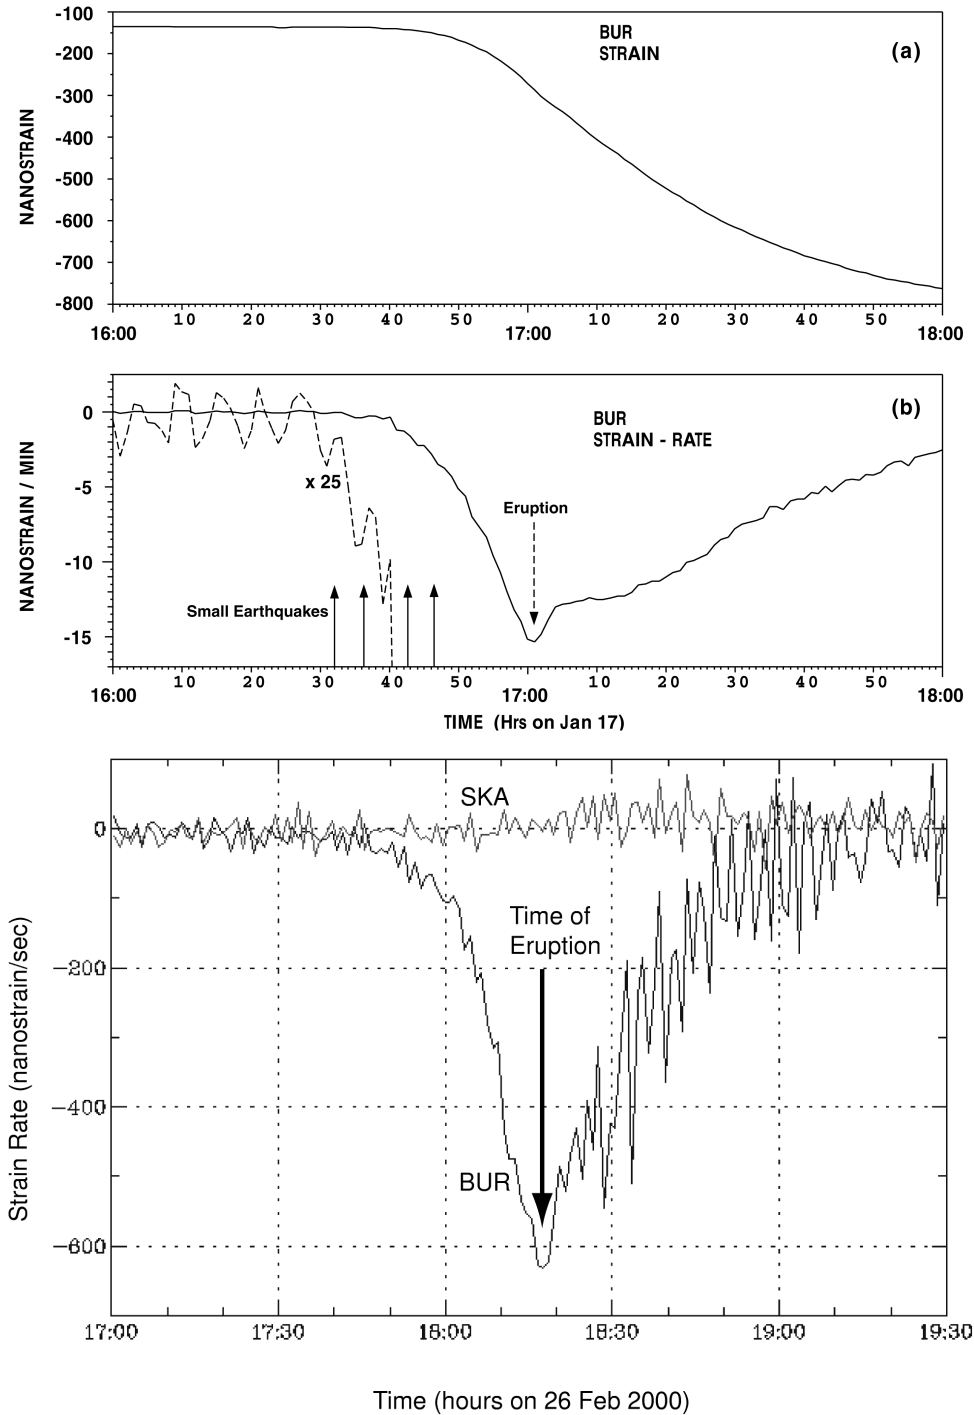 -100
-200
-300
-400
-500
-600
-700
-800
NANOSTRAIN
BUR
STRAIN
(a)
16:00 10 20 30 40 50 17:00 10 20 30 40 50 18:00
0
-5
-10
-15
NANOSTRAIN / MIN
BUR
STRAIN - RATE
(b)
x 25
Eruption
Small Earthquakes
16:00 10 20 30 40 50 17:00 10 20 30 40 50 18:00
TIME (Hrs on Jan 17)
SKA
0
Time of
Eruption
-200
-400
BUR
-600
Strain Rate (nanostrain/sec)
17:00 17:30 18:00 18:30 19:00 19:30
Time (hours on 26 Feb 2000)